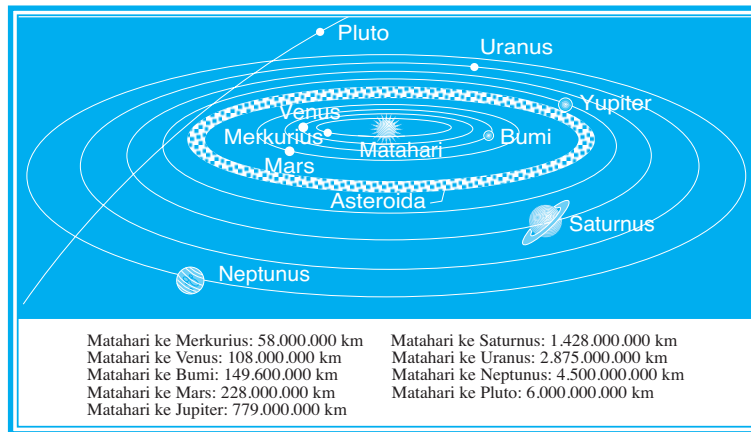 Pluto
Uranus
Yupiter
Venus
Merkurius
Bumi
Matahari
Mars
Asteroida
Saturnus
Neptunus
Matahari ke Merkurius: 58.000.000 km
Matahari ke Venus: 108.000.000 km
Matahari ke Bumi: 149.600.000 km
Matahari ke Mars: 228.000.000 km
Matahari ke Jupiter: 779.000.000 km
Matahari ke Saturnus: 1.428.000.000 km
Matahari ke Uranus: 2.875.000.000 km
Matahari ke Neptunus: 4.500.000.000 km
Matahari ke Pluto: 6.000.000.000 km